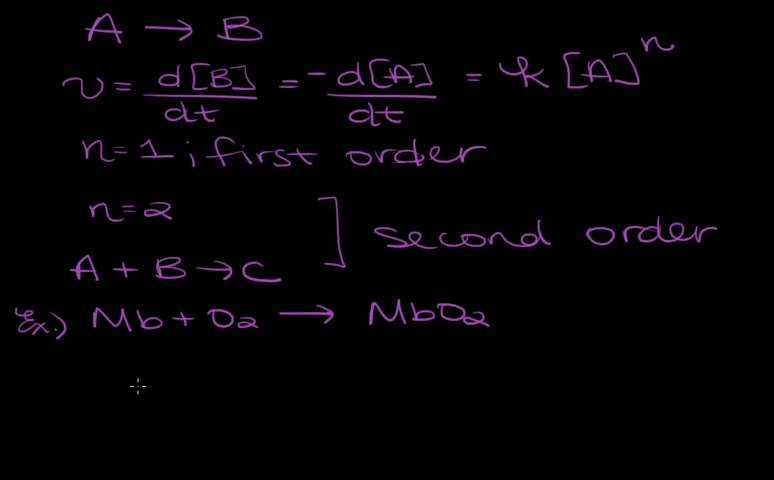 A → B
v = d[B]/dt = -d[A]/dt = k[A]^n
n=1; first order
n=2
A + B → C ] second order
Ex.) Mb + O2 → MbO2